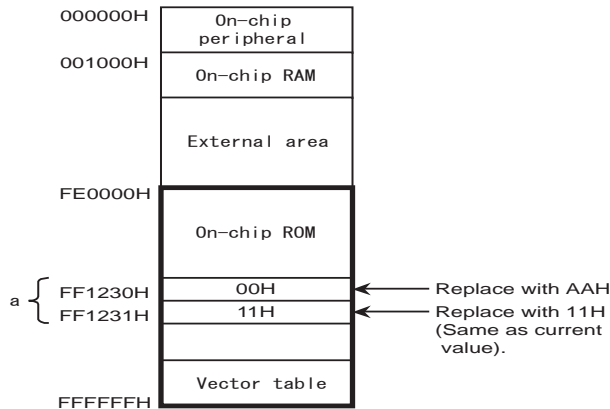 000000H
On-chip
peripheral
001000H
On-chip RAM
External area
FE0000H
On-chip ROM
a
FF1230H
00H
Replace with AAH
FF1231H
11H
Replace with 11H
(Same as current
value).
Vector table
FFFFFFH